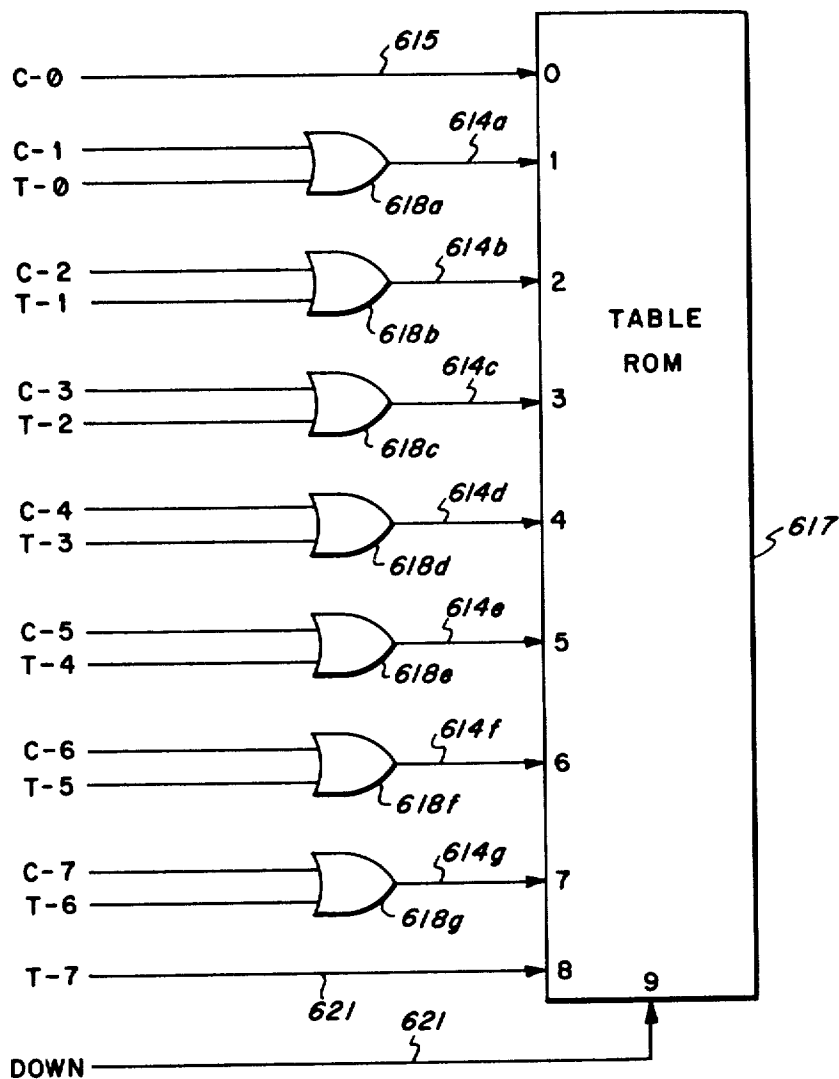 615
C-0 0
614a
C-1
T-0 1
618a
614b
C-2
T-1 2
618b
TABLE
ROM
614c
C-3
T-2 3
618c
614d
C-4
T-3 4
618d
617
614e
C-5
T-4 5
618e
614f
C-6
T-5 6
618f
614g
C-7
T-6 7
618g
T-7 8 9
621
621
DOWN